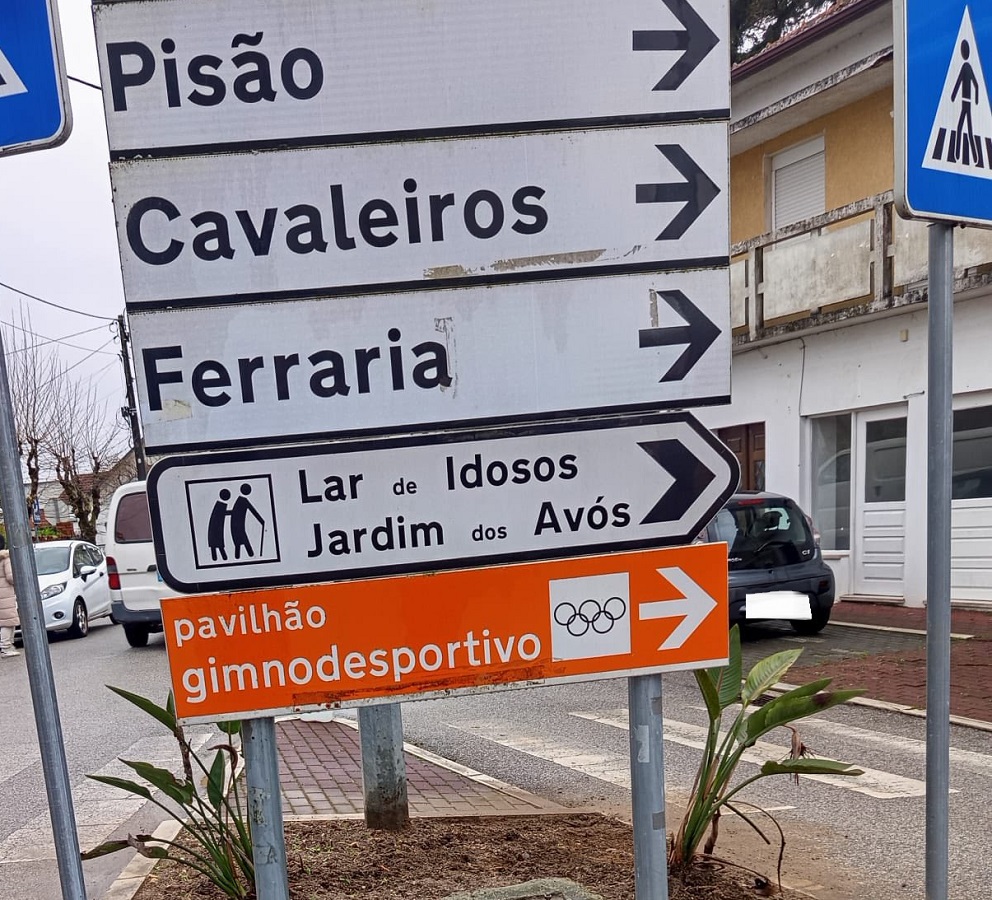 Pisão
Cavaleiros
Ferraria
Lar de Idosos
Jardim dos Avós
pavilhão
gimnodesportivo